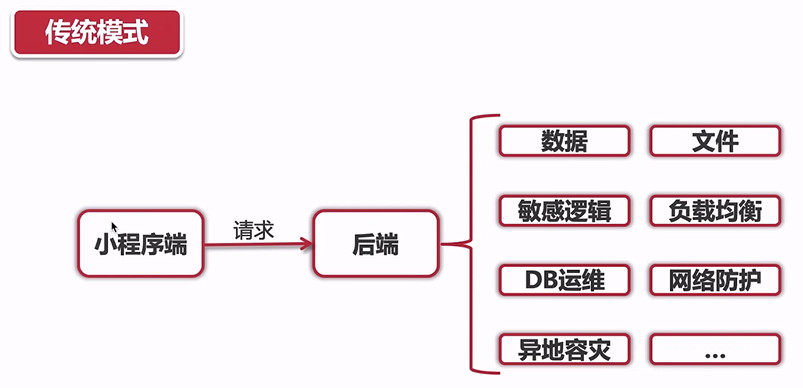 传统模式
小程序端
请求
后端
数据
文件
敏感逻辑
负载均衡
DB运维
网络防护
异地容灾
...